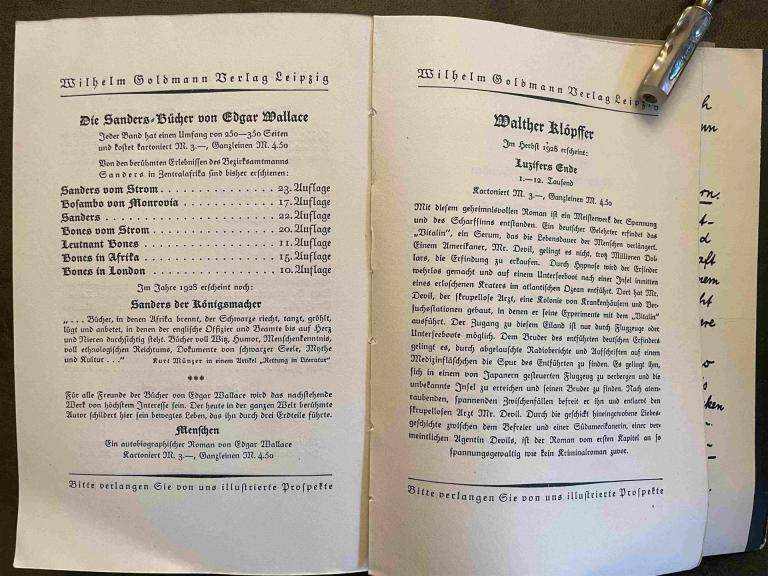 Wilhelm Goldmann Verlag Leipzig
Die Sanders-Bücher von Edgar Wallace
Jeder Band hat einen Umfang von 250—350 Seiten
und kostet kartoniert M. 3.—, Ganzleinen M. 4.50
Von den berühmten Erlebnissen des Bezirksamtmanns
Sanders in Zentralafrika sind bisher erschienen:
Sanders vom Strom . . . . . . . . . . . . 23. Auflage
Bosambo von Monrovia . . . . . . . . . 17. Auflage
Sanders . . . . . . . . . . . . . . . . . . 22. Auflage
Bones vom Strom . . . . . . . . . . . . . 20. Auflage
Leutnant Bones . . . . . . . . . . . . . . 11. Auflage
Bones in Afrika . . . . . . . . . . . . . . 15. Auflage
Bones in London . . . . . . . . . . . . . 10. Auflage
Im Jahre 1928 erscheint noch:
Sanders der Königsmacher
„. . . Bücher, in denen Afrika brennt, der Schwarze riecht, tanzt, gröhlt,
lügt und anbetet, in denen der englische Offizier und Beamte bis auf Herz
und Nieren durchsichtig steht. Bücher voll Wig, Humor, Menschenkenntnis,
voll ethnologischen Reichtums, Dokumente von schwarzer Seele, Mythe
und Kultur . . .“ Kurt Münzer in einem Artikel „Rettung in Literatur“
***
Für alle Freunde der Bücher von Edgar Wallace wird das nachstehende
Werk von höchstem Interesse sein. Der heute in der ganzen Welt berühmte
Autor schildert hier sein bewegtes Leben, das ihn durch drei Erdteile führte.
Menschen
Ein autobiographischer Roman von Edgar Wallace
Kartoniert M. 3.—, Ganzleinen M. 4.50
Bitte verlangen Sie von uns illustrierte Prospekte
Wilhelm Goldmann Verlag Leipzig
Walther Klöpffer
Im Herbst 1928 erscheint:
Luzifers Ende
1.—12. Tausend
Kartoniert M. 3.—, Ganzleinen M. 4.50
Mit diesem geheimnisvollen Roman ist ein Meisterwerk der Spannung
und des Scharfsinns entstanden. Ein deutscher Gelehrter erfindet das
„Vitalin“, ein Serum, das die Lebensdauer der Menschen verlängert.
Einem Amerikaner, Mr. Devil, gelingt es nicht, trotz Millionen Dol-
lars, die Erfindung zu erkaufen. Durch Hypnose wird der Erfinder
wehrlos gemacht und auf einem Unterseeboot nach einer Insel inmitten
eines erloschenen Kraters im atlantischen Ozean entführt. Dort hat Mr.
Devil, der skrupellose Arzt, eine Kolonie von Krankenhäusern und Ver-
suchsstationen gebaut, in denen er seine Experimente mit dem „Vitalin“
ausführt. Der Zugang zu diesem Eiland ist nur durch Flugzeuge oder
Unterseeboote möglich. Dem Bruder des entführten deutschen Erfinders
gelingt es, durch abgelauschte Radioberichte und Aufschriften auf einem
Medizinfläschchen die Spur des Entführten zu finden. Es gelingt ihm,
sich in einem von Japanern gesteuerten Flugzeug zu verbergen und die
unbekannte Insel zu erreichen und seinen Bruder zu finden. Nach atem-
raubenden, spannenden Zwischenfällen befreit er ihn und entlarvt den
skrupellosen Arzt Mr. Devil. Durch die geschickt hineingewobene Liebes-
geschichte zwischen dem Befreier und einer Südamerikanerin, einer ver-
meintlichen Agentin Devils, ist der Roman vom ersten Kapitel an so
spannungsgewaltig wie kein Kriminalroman zuvor.
Bitte verlangen Sie von uns illustrierte Prospekte